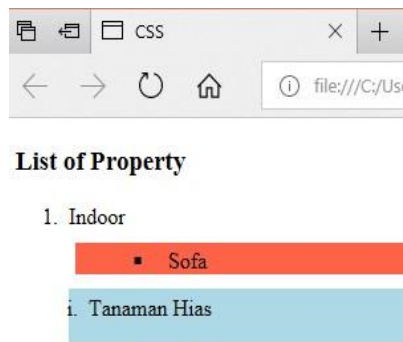 CSS
file:///C:/Us
List of Property
1. Indoor
▪ Sofa
i. Tanaman Hias